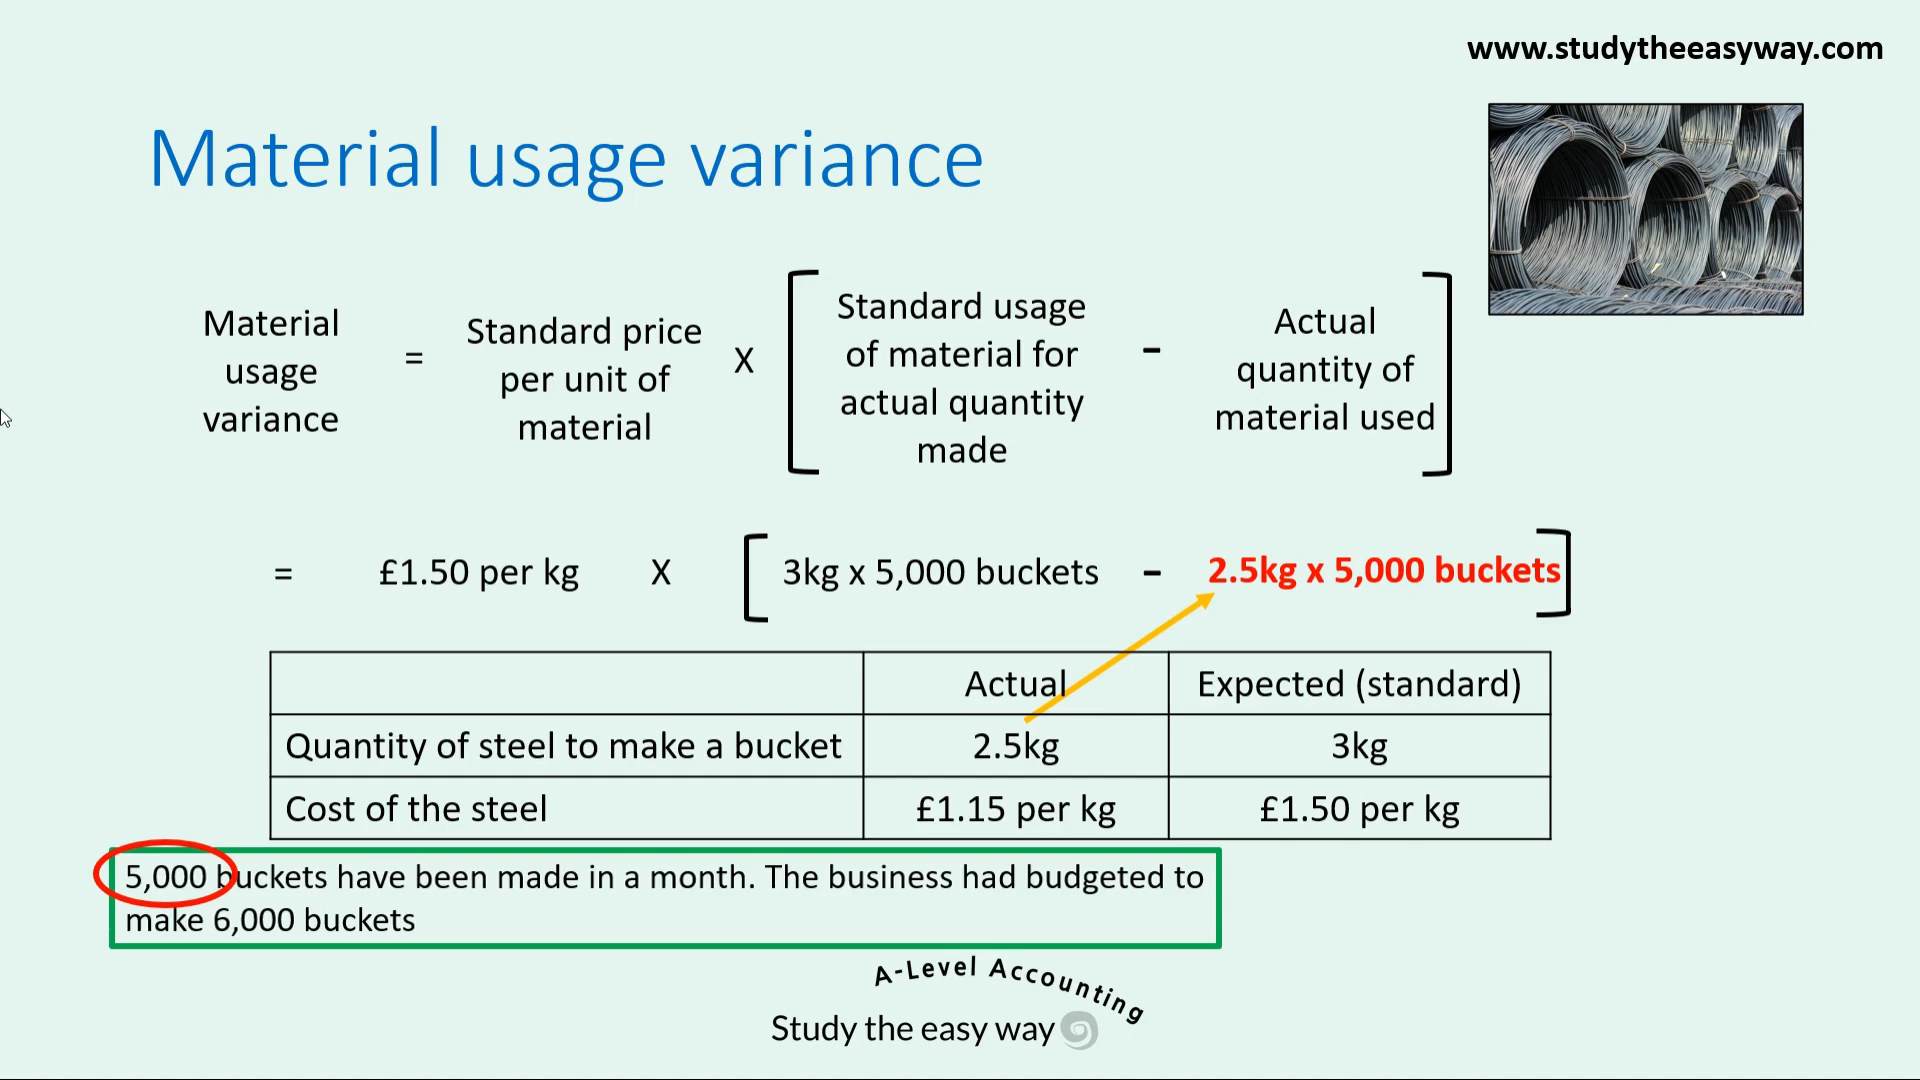 www.studytheeasyway.com
Material usage variance
Material
usage
variance
=
Standard price
per unit of
material
X
Standard usage
of material for
actual quantity
made
-
Actual
quantity of
material used
= £1.50 per kg X [ 3kg x 5,000 buckets - 2.5kg x 5,000 buckets ]
Actual Expected (standard)
Quantity of steel to make a bucket 2.5kg 3kg
Cost of the steel £1.15 per kg £1.50 per kg
5,000 buckets have been made in a month. The business had budgeted to
make 6,000 buckets
A-Level Accounting
Study the easy way